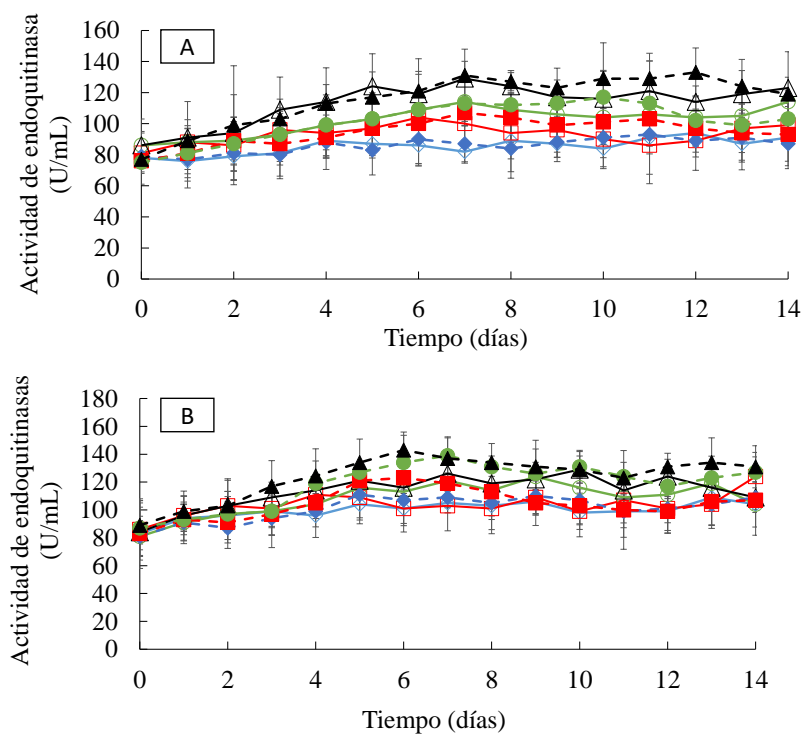 A
Actividad de endoquitinasa
(U/mL)
160
140
120
100
80
60
40
20
0
0 2 4 6 8 10 12 14
Tiempo (días)
B
Actividad de endoquitinasas
(U/mL)
180
160
140
120
100
80
60
40
20
0
0 2 4 6 8 10 12 14
Tiempo (días)